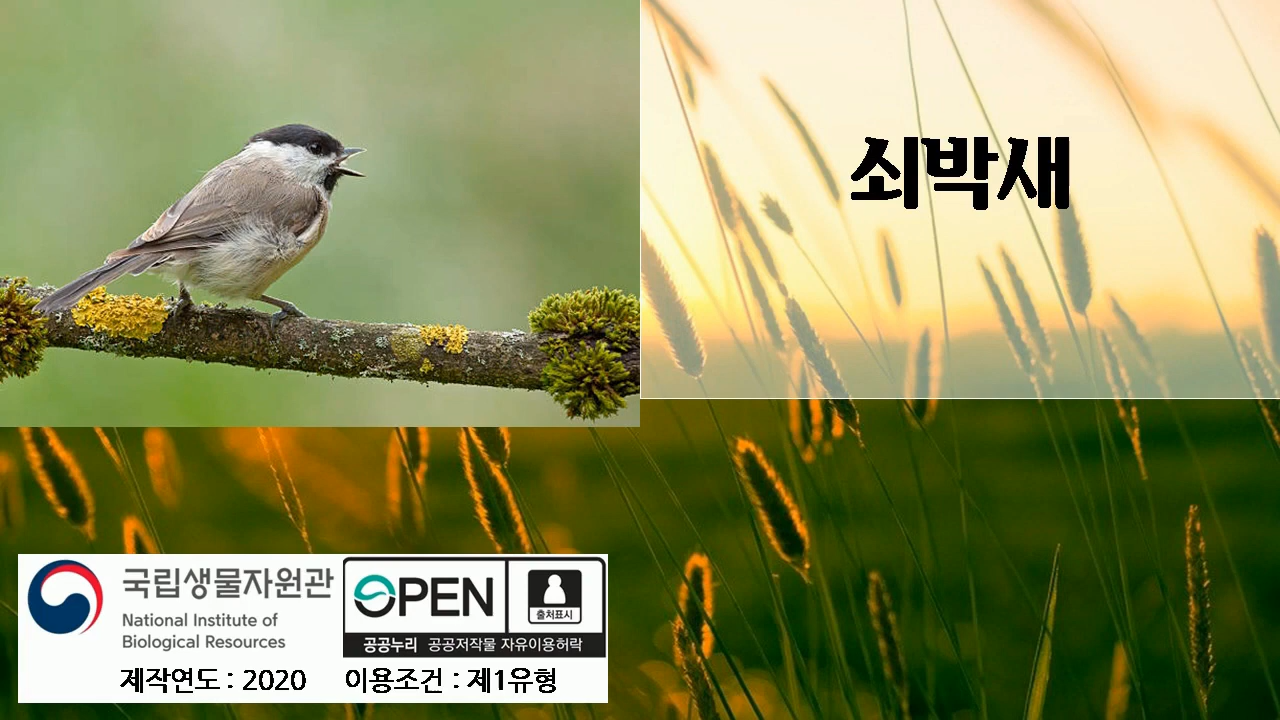 쇠박새
국립생물자원관
National Institute of
Biological Resources
OPEN
출처표시
공공누리 공공저작물 자유이용허락
제작연도 : 2020 이용조건 : 제1유형